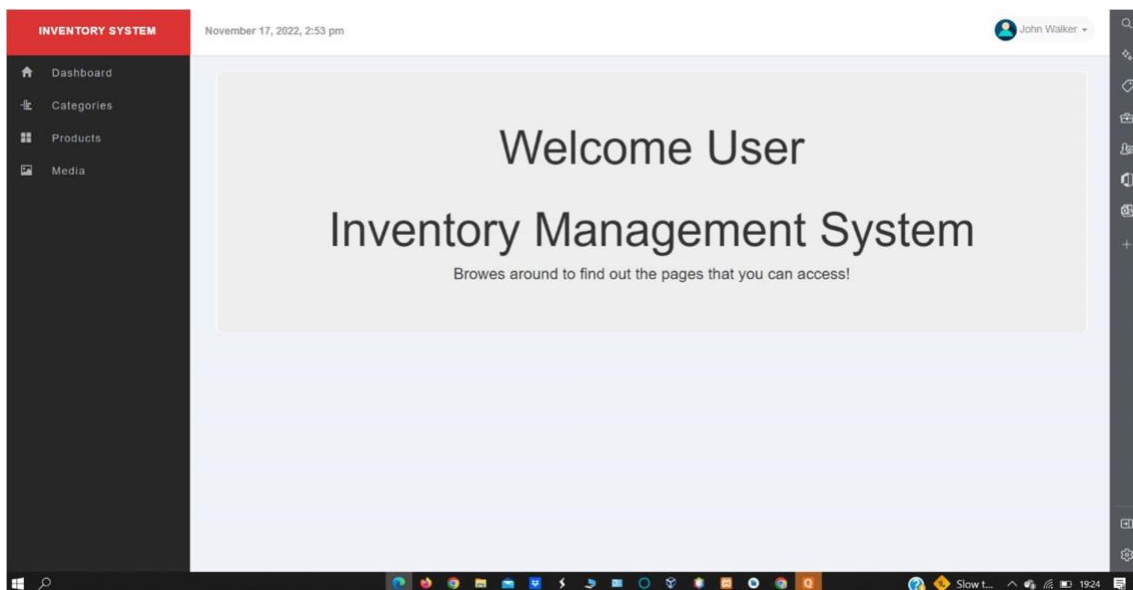 INVENTORY SYSTEM
November 17, 2022, 2:53 pm
John Walker
Dashboard
Categories
Products
Media
Welcome User
Inventory Management System
Browes around to find out the pages that you can access!
Slow t...
19:24